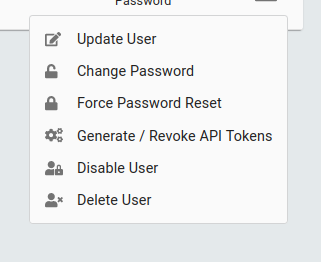 Password
Update User
Change Password
Force Password Reset
Generate / Revoke API Tokens
Disable User
Delete User